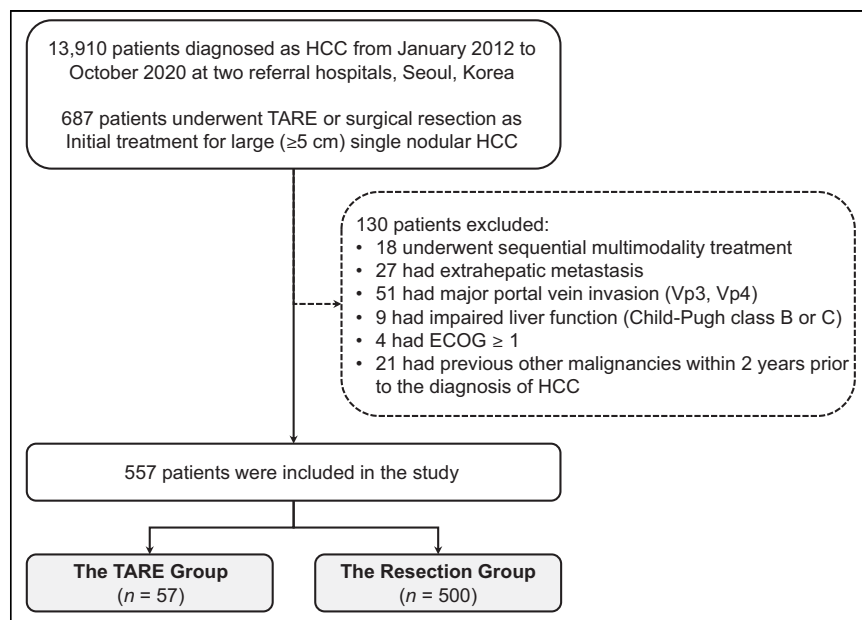 13,910 patients diagnosed as HCC from January 2012 to
October 2020 at two referral hospitals, Seoul, Korea
687 patients underwent TARE or surgical resection as
Initial treatment for large (≥5 cm) single nodular HCC
130 patients excluded:
• 18 underwent sequential multimodality treatment
• 27 had extrahepatic metastasis
• 51 had major portal vein invasion (Vp3, Vp4)
• 9 had impaired liver function (Child-Pugh class B or C)
• 4 had ECOG ≥ 1
• 21 had previous other malignancies within 2 years prior
to the diagnosis of HCC
557 patients were included in the study
The TARE Group
(n = 57)
The Resection Group
(n = 500)